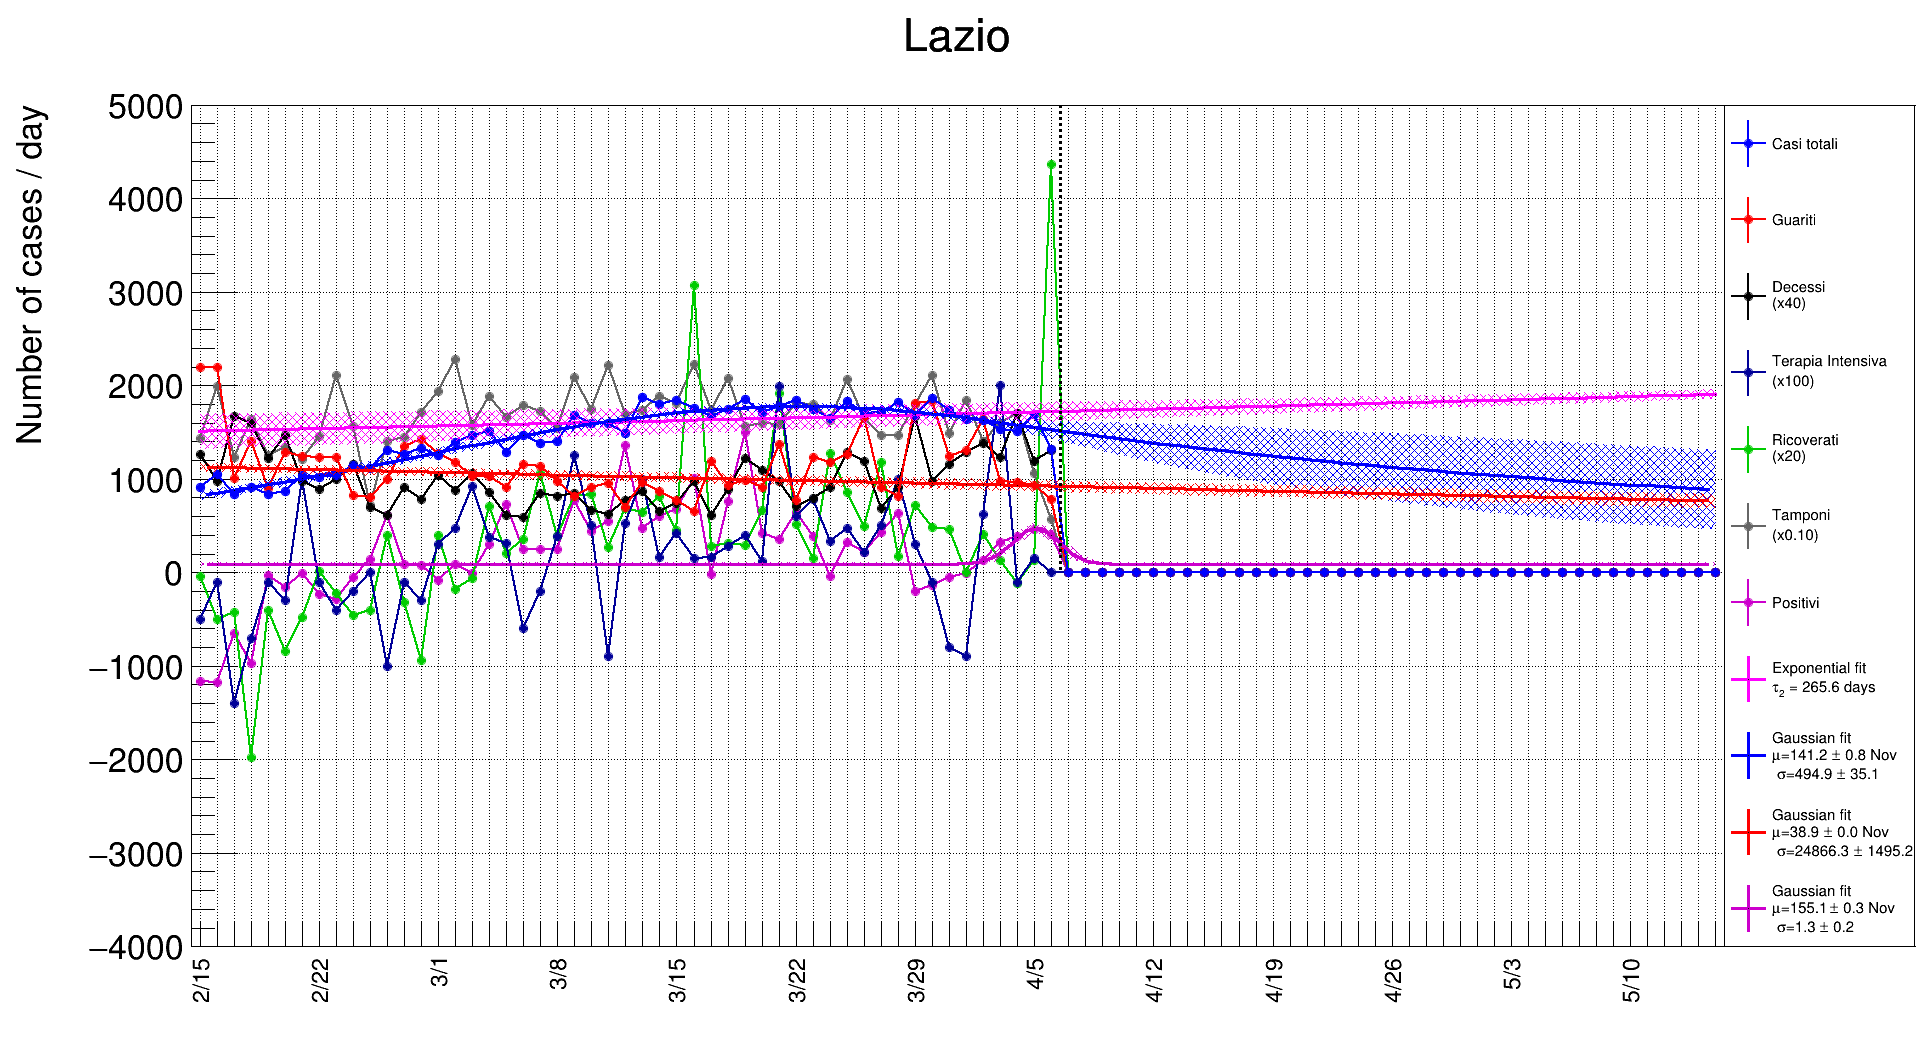 Lazio
Number of cases / day
5000
4000
3000
2000
1000
0
−1000
−2000
−3000
−4000
2/15
2/22
3/1
3/8
3/15
3/22
3/29
4/5
4/12
4/19
4/26
5/3
5/10
Casi totali
Guariti
Decessi
(x40)
Terapia Intensiva
(x100)
Ricoverati
(x20)
Tamponi
(x0.10)
Positivi
Exponential fit
τ2 = 265.6 days
Gaussian fit
μ=141.2 ± 0.8 Nov
σ=494.9 ± 35.1
Gaussian fit
μ=38.9 ± 0.0 Nov
σ=24866.3 ± 1495.2
Gaussian fit
μ=155.1 ± 0.3 Nov
σ=1.3 ± 0.2